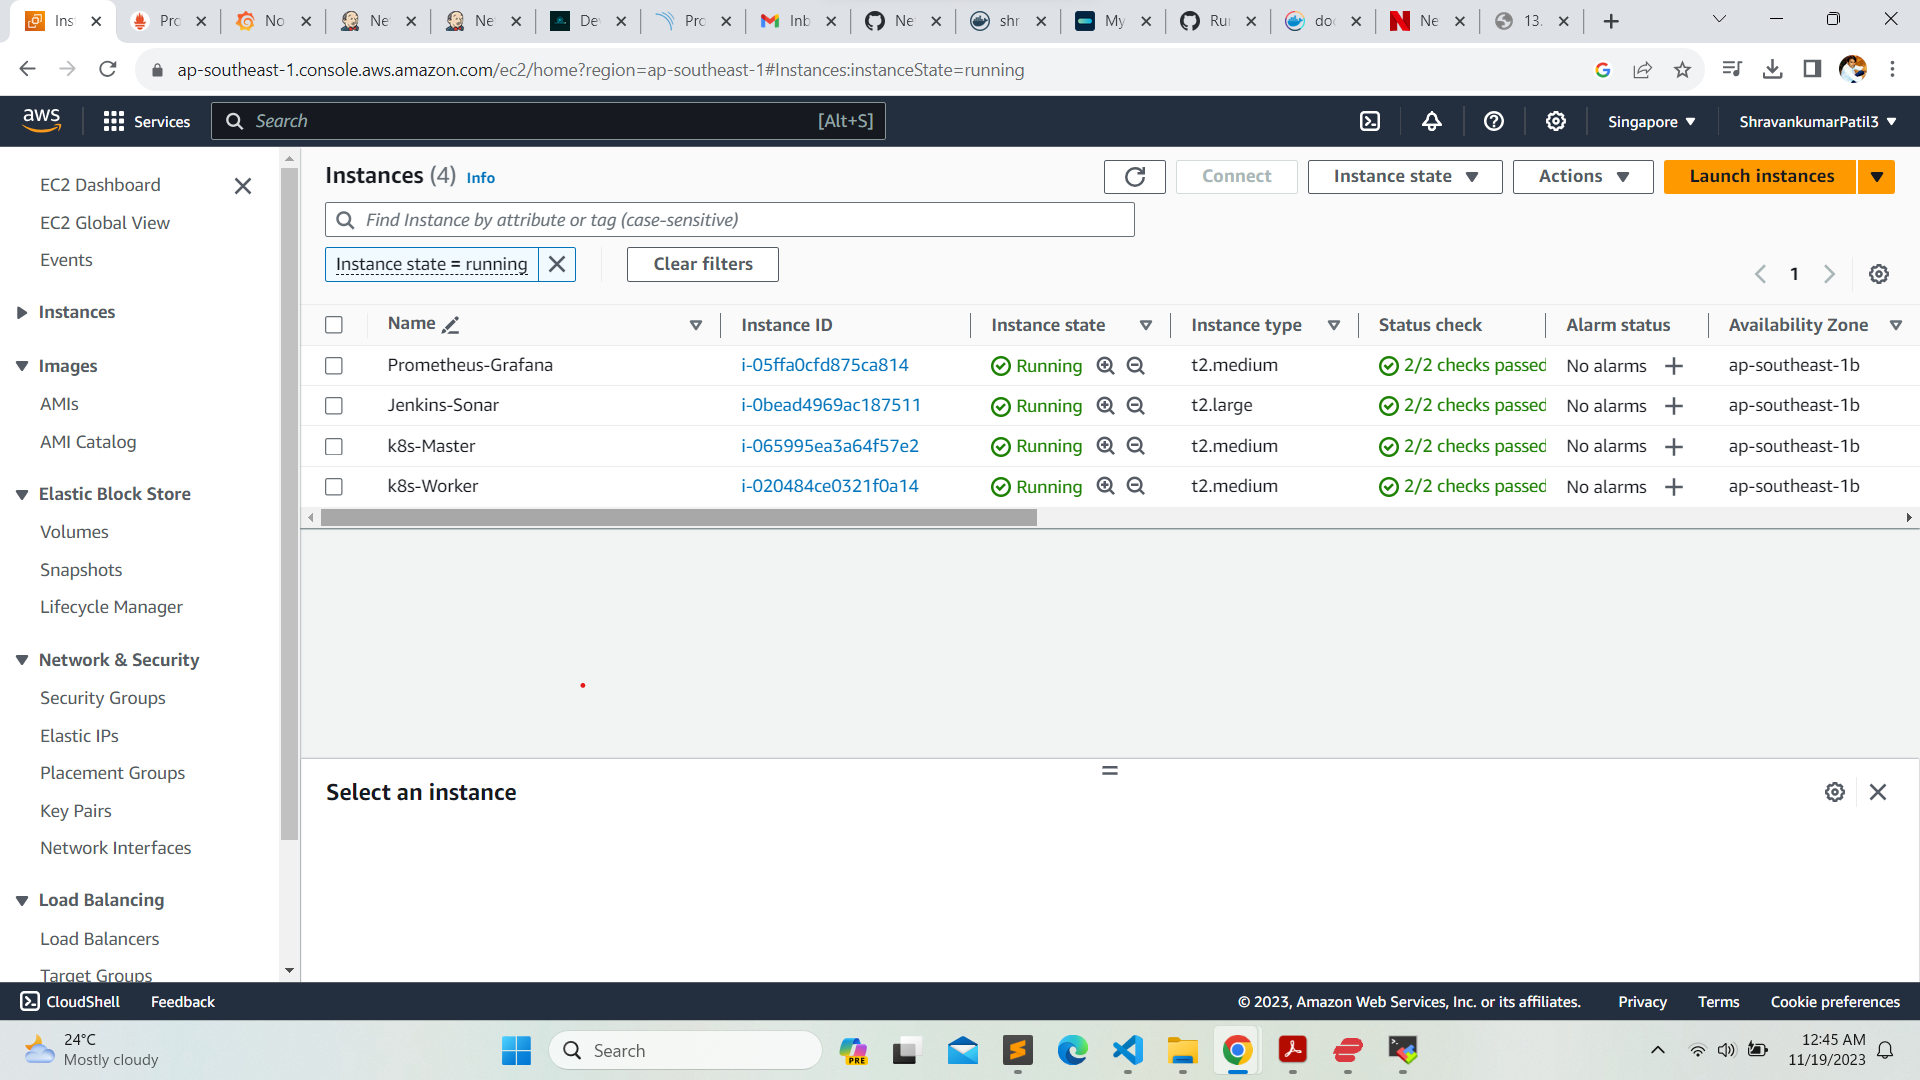 Ins
Pro
No
Ne
Ne
Dev
Pro
Inb
Ne
shr
My
Ru
doc
Ne
13.
ap-southeast-1.console.aws.amazon.com/ec2/home?region=ap-southeast-1#Instances:instanceState=running
aws
Services
Search
[Alt+S]
Singapore
ShravankumarPatil3
EC2 Dashboard
EC2 Global View
Events
Instances
Images
AMIs
AMI Catalog
Elastic Block Store
Volumes
Snapshots
Lifecycle Manager
Network & Security
Security Groups
Elastic IPs
Placement Groups
Key Pairs
Network Interfaces
Load Balancing
Load Balancers
Target Groups
Instances (4) Info
Connect
Instance state
Actions
Launch instances
Find Instance by attribute or tag (case-sensitive)
Instance state = running
Clear filters
1
Name Instance ID Instance state Instance type Status check Alarm status Availability Zone
Prometheus-Grafana i-05ffa0cfd875ca814 Running t2.medium 2/2 checks passed No alarms ap-southeast-1b
Jenkins-Sonar i-0bead4969ac187511 Running t2.large 2/2 checks passed No alarms ap-southeast-1b
k8s-Master i-065995ea3a64f57e2 Running t2.medium 2/2 checks passed No alarms ap-southeast-1b
k8s-Worker i-020484ce0321f0a14 Running t2.medium 2/2 checks passed No alarms ap-southeast-1b
Select an instance
CloudShell Feedback
© 2023, Amazon Web Services, Inc. or its affiliates. Privacy Terms Cookie preferences
24°C
Mostly cloudy
Search
PRE
12:45 AM
11/19/2023